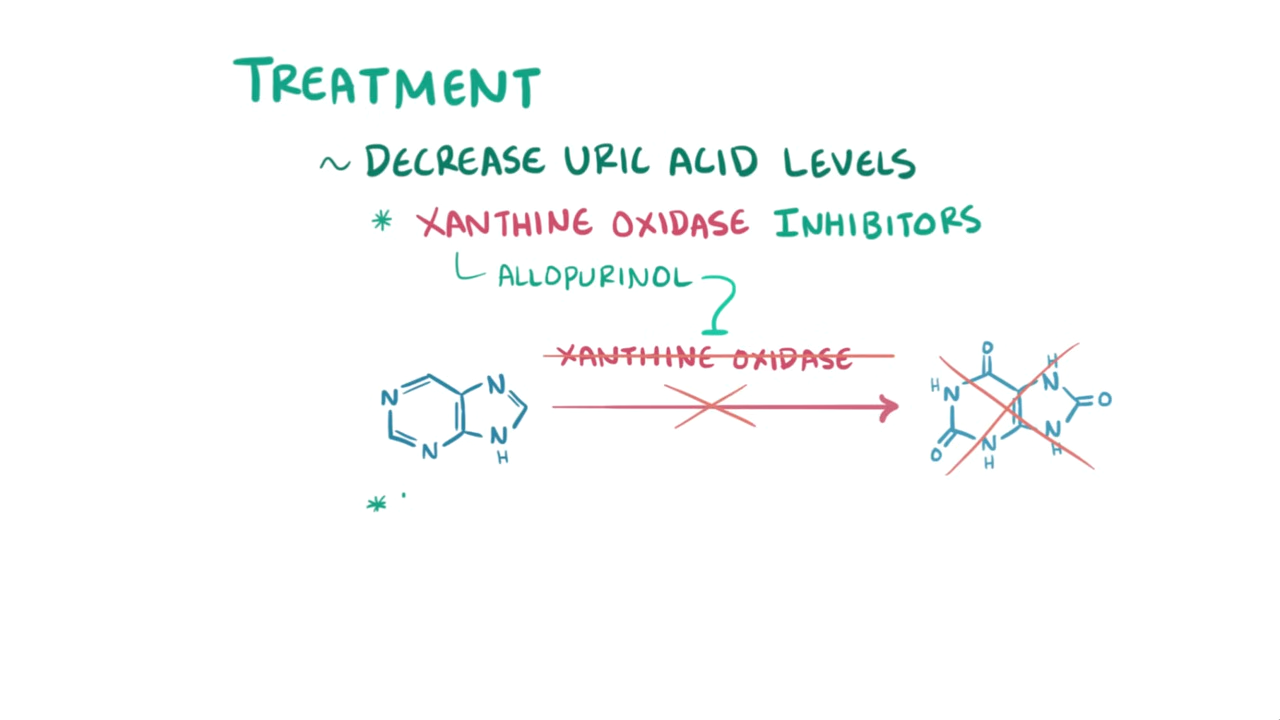 TREATMENT
~ DECREASE URIC ACID LEVELS
* XANTHINE OXIDASE INHIBITORS
ALLOPURINOL
XANTHINE OXIDASE
N N N N H
O H N O N H N H N H O
*